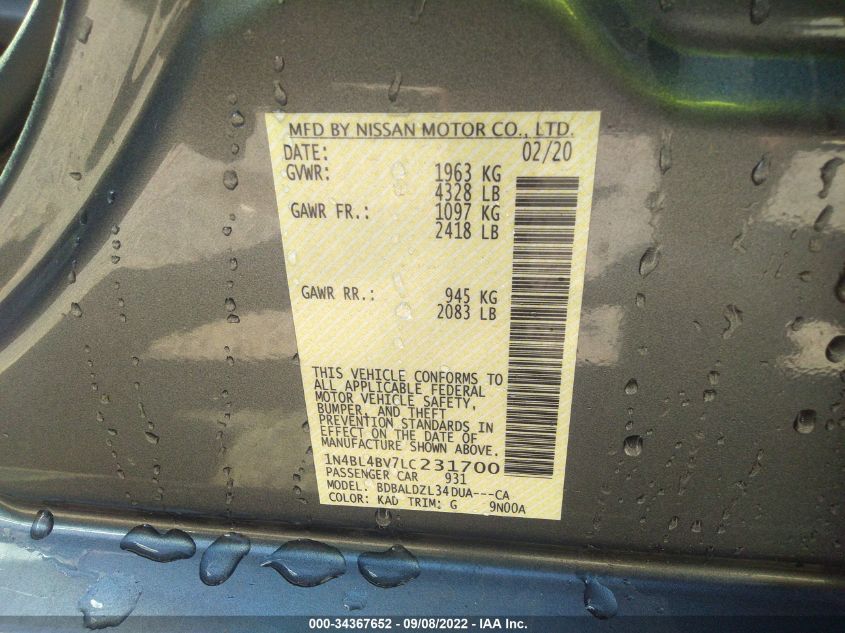 MFD BY NISSAN MOTOR CO., LTD.
DATE: 02/20
GVWR: 1963 KG
4328 LB
GAWR FR.: 1097 KG
2418 LB
GAWR RR.: 945 KG
2083 LB
THIS VEHICLE CONFORMS TO
ALL APPLICABLE FEDERAL
MOTOR VEHICLE SAFETY,
BUMPER, AND THEFT
PREVENTION STANDARDS IN
EFFECT ON THE DATE OF
MANUFACTURE SHOWN ABOVE.
1N4BL4BV7LC231700
PASSENGER CAR 931
MODEL: BDBALDZL34DUA---CA
COLOR: KAD TRIM: G 9N00A
000-34367652 - 09/08/2022 - IAA Inc.